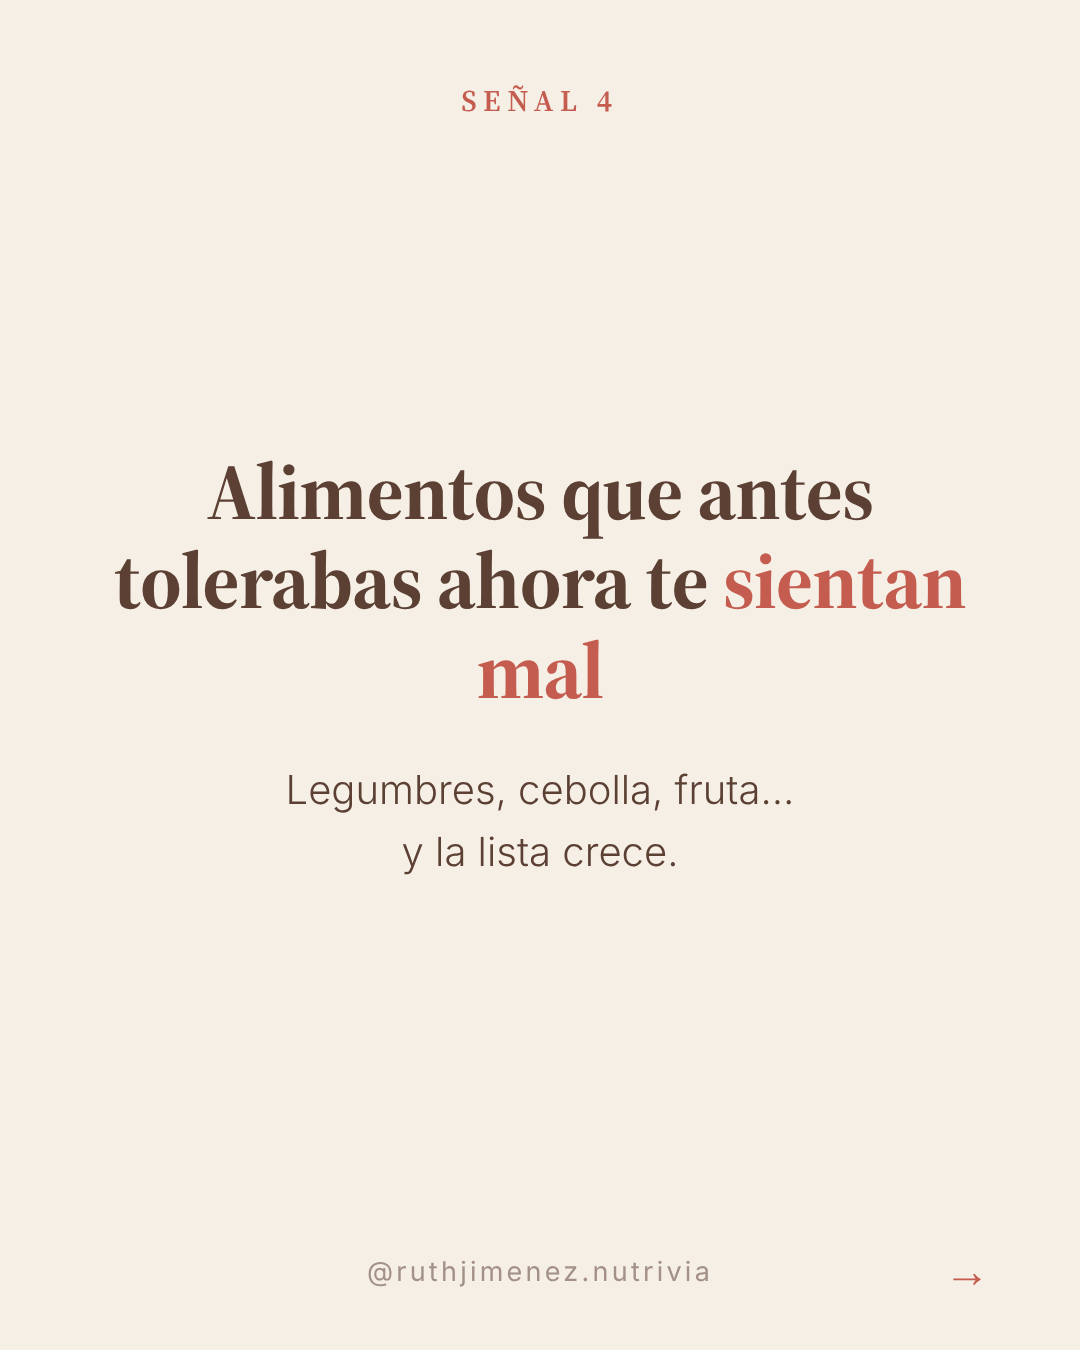 SEÑAL 4
Alimentos que antes
tolerabas ahora te sientan
mal
Legumbres, cebolla, fruta...
y la lista crece.
@ruthjimenez.nutrivia
→